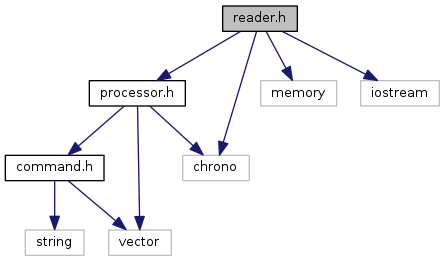 reader.h
processor.h
memory
iostream
command.h
chrono
string
vector